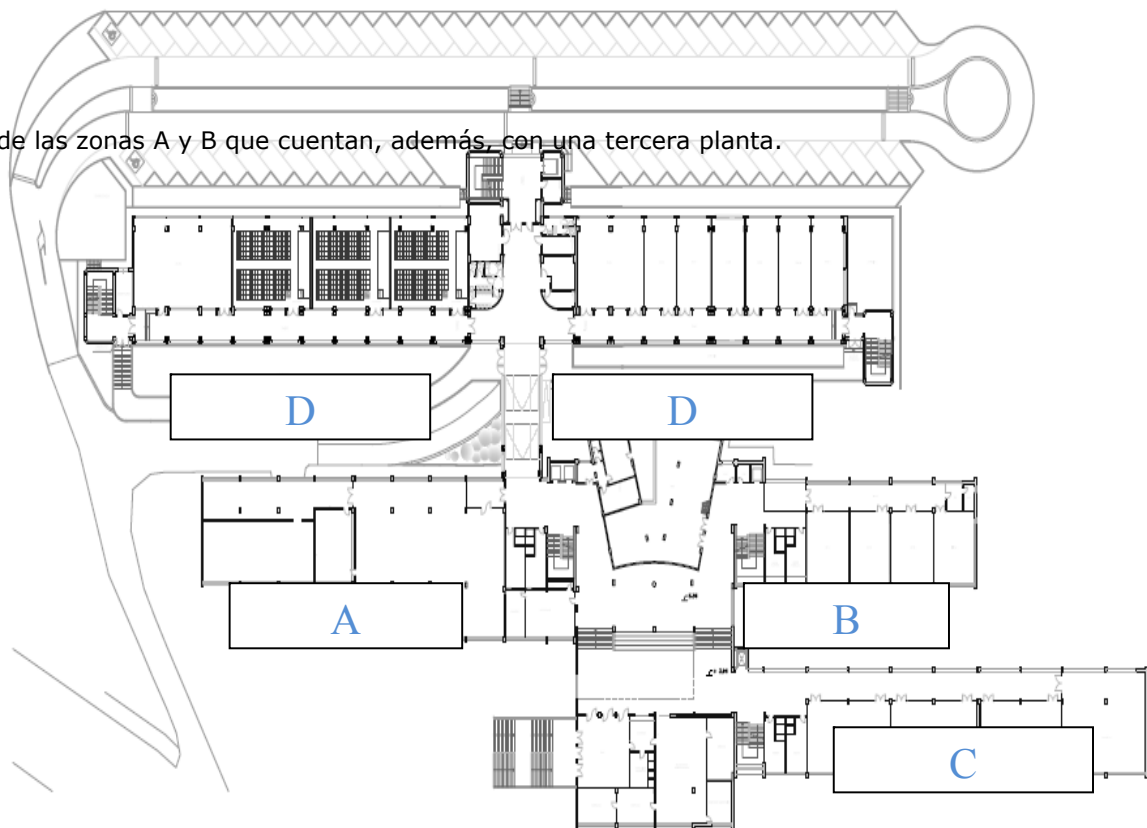 de las zonas A y B que cuentan, además, con una tercera planta.
D D
A B
C